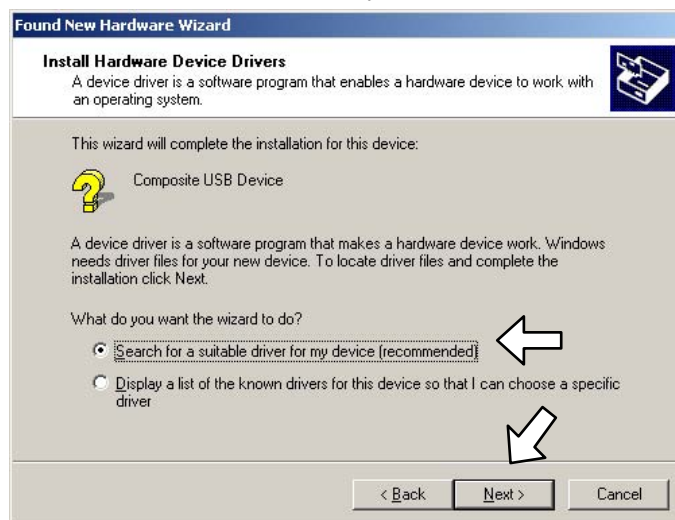 Found New Hardware Wizard
Install Hardware Device Drivers
A device driver is a software program that enables a hardware device to work with
an operating system.
This wizard will complete the installation for this device:
Composite USB Device
A device driver is a software program that makes a hardware device work. Windows
needs driver files for your new device. To locate driver files and complete the
installation click Next.
What do you want the wizard to do?
Search for a suitable driver for my device (recommended)
Display a list of the known drivers for this device so that I can choose a specific
driver
< Back Next > Cancel